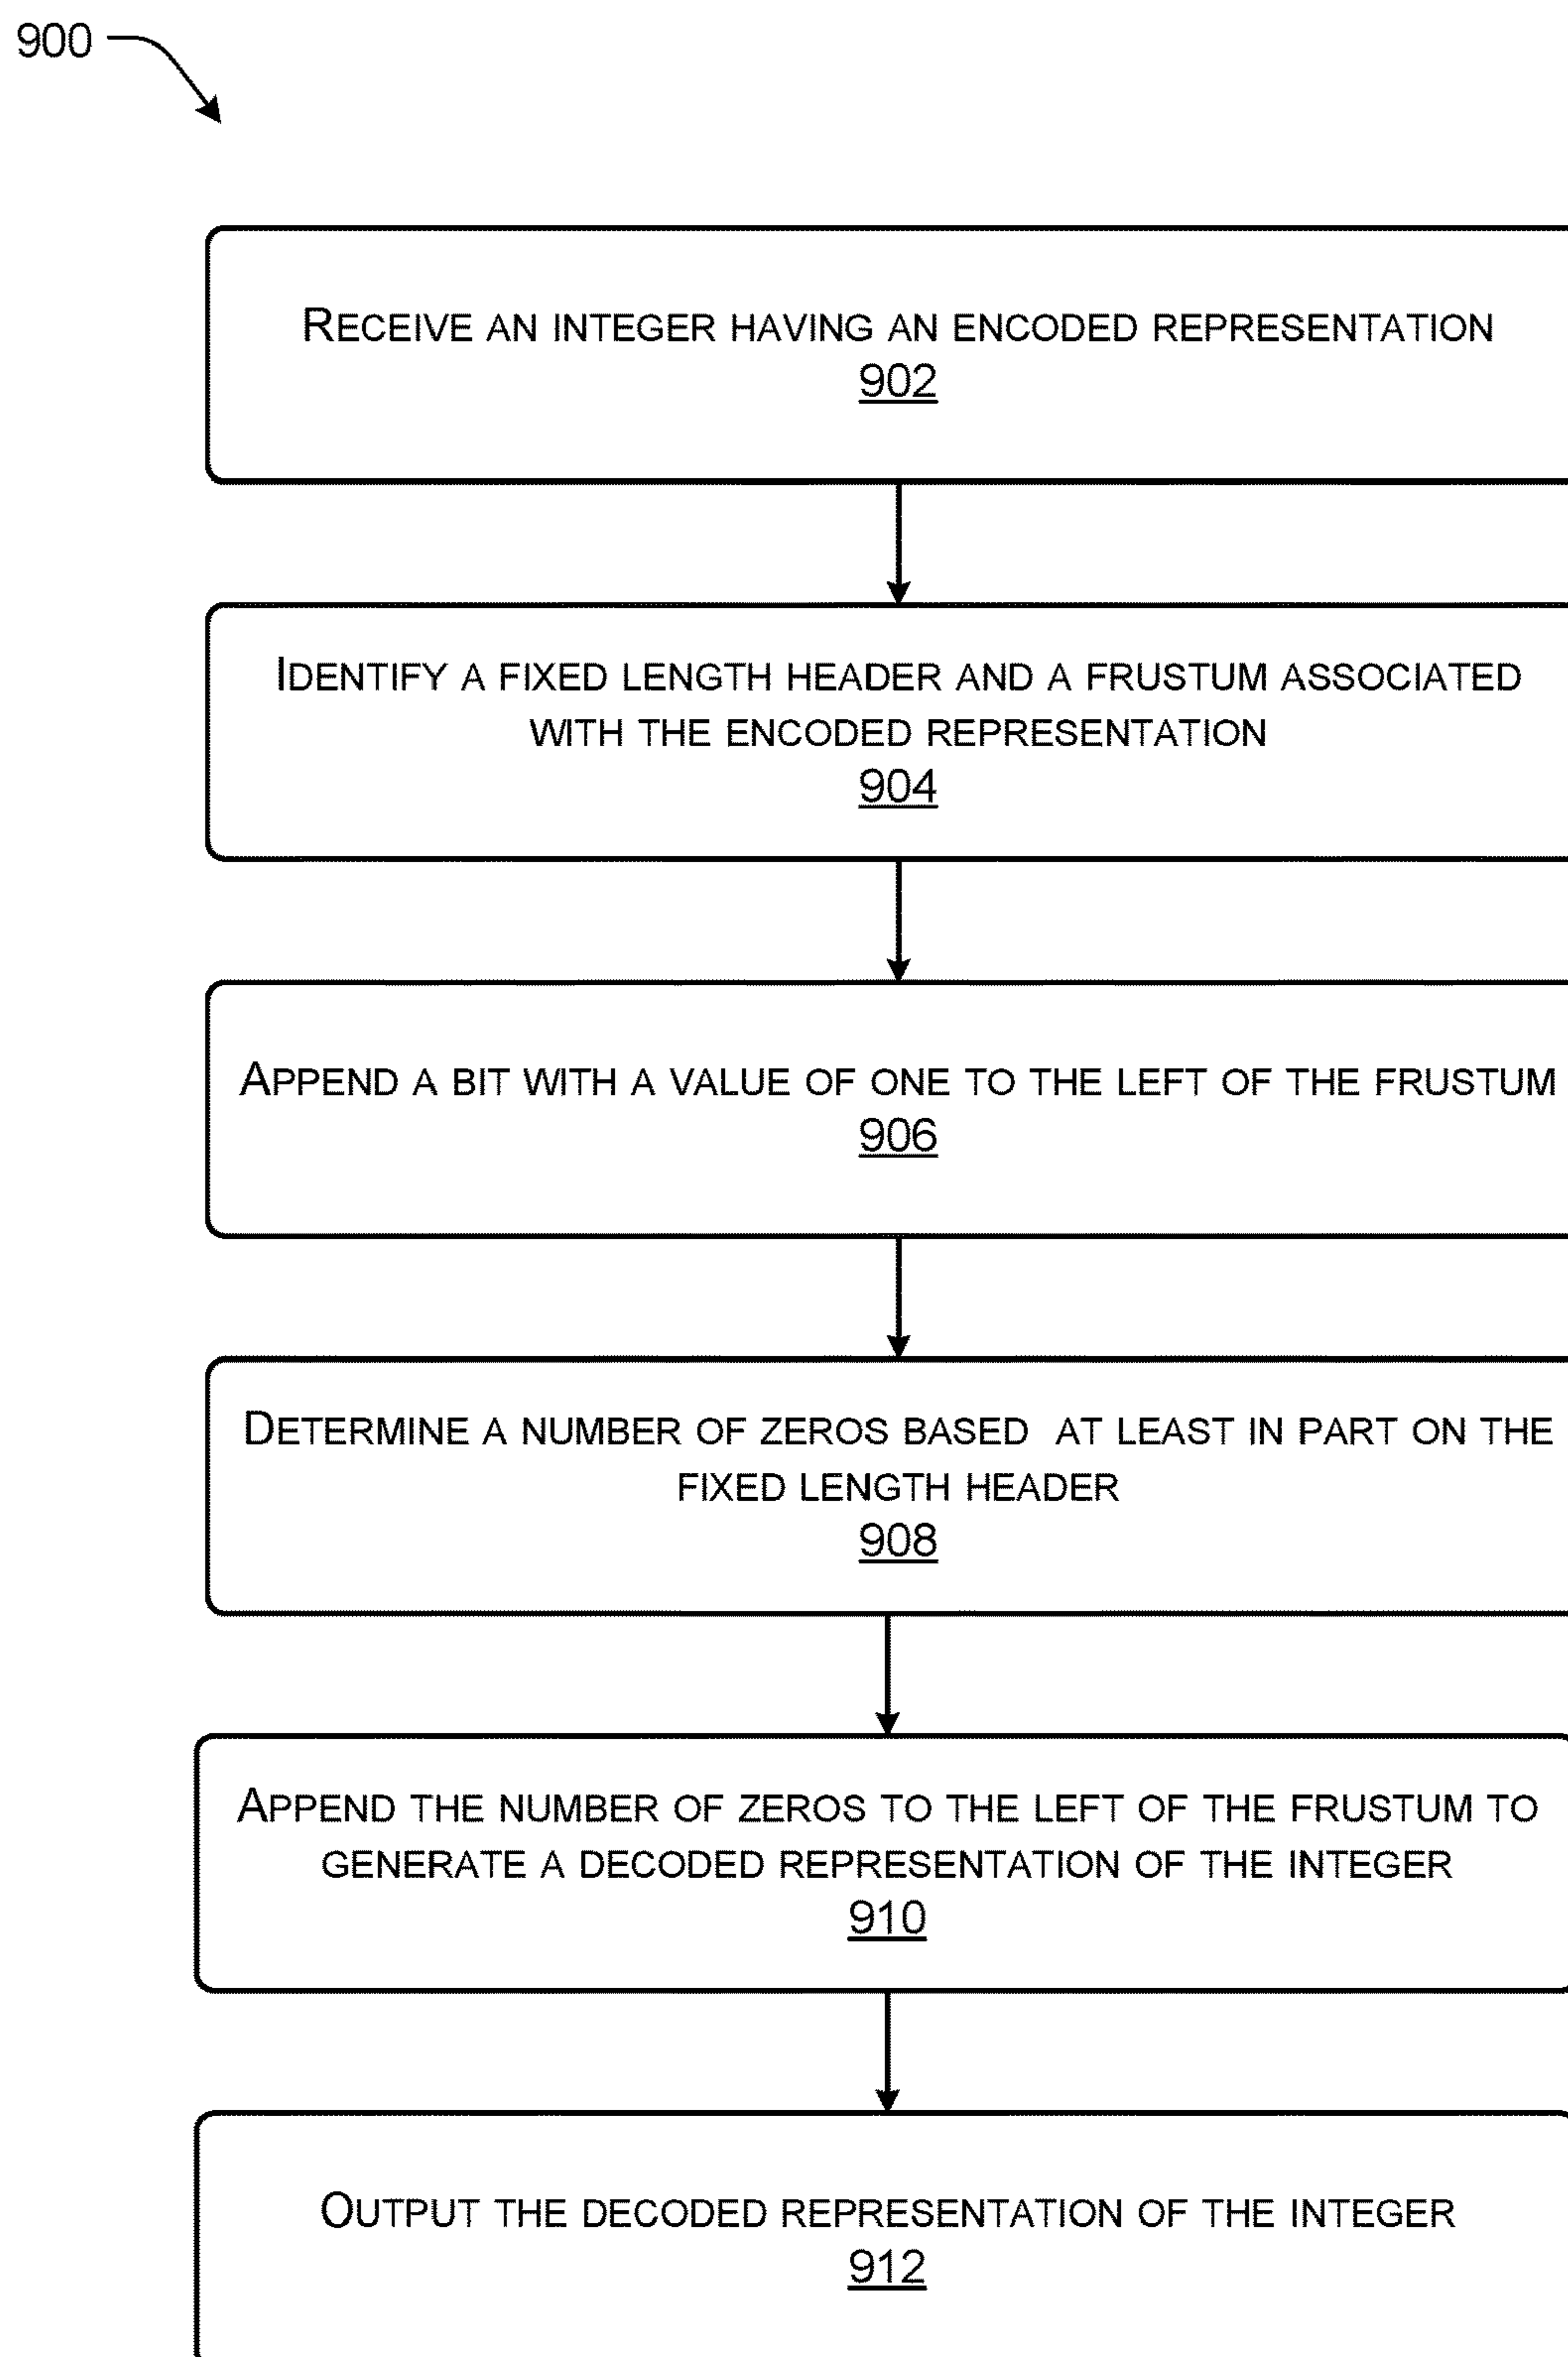 900
RECEIVE AN INTEGER HAVING AN ENCODED REPRESENTATION
902
IDENTIFY A FIXED LENGTH HEADER AND A FRUSTUM ASSOCIATED
WITH THE ENCODED REPRESENTATION
904
APPEND A BIT WITH A VALUE OF ONE TO THE LEFT OF THE FRUSTUM
906
DETERMINE A NUMBER OF ZEROS BASED AT LEAST IN PART ON THE
FIXED LENGTH HEADER
908
APPEND THE NUMBER OF ZEROS TO THE LEFT OF THE FRUSTUM TO
GENERATE A DECODED REPRESENTATION OF THE INTEGER
910
OUTPUT THE DECODED REPRESENTATION OF THE INTEGER
912